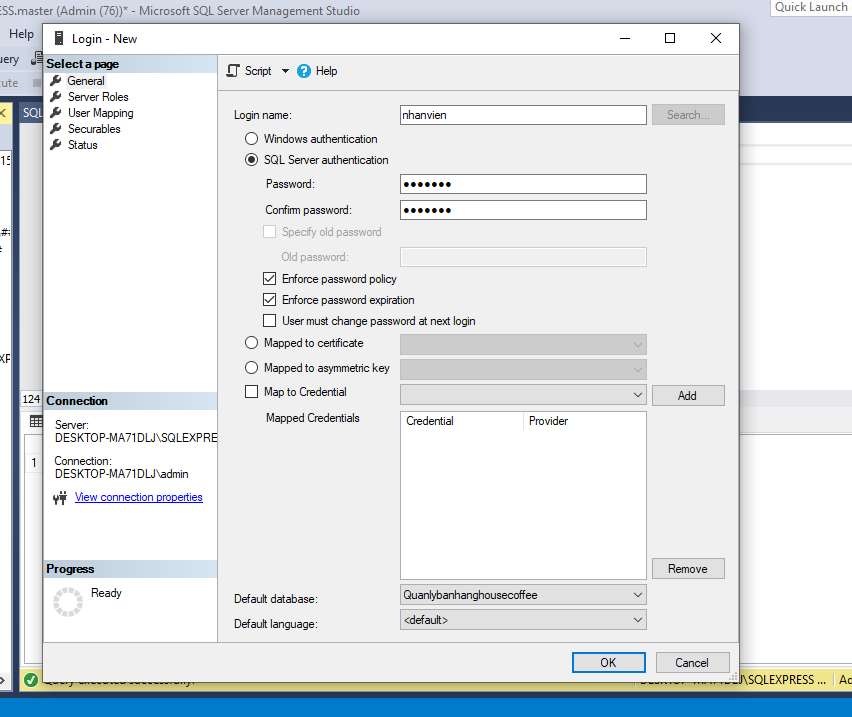 ESS.master (Admin (76))* - Microsoft SQL Server Management Studio
Quick Launch
Help
Login - New
Select a page
General
Server Roles
User Mapping
Securables
Status
Script
Help
Login name:
nhanvien
Search...
Windows authentication
SQL Server authentication
Password:
●●●●●●●
Confirm password:
●●●●●●●
Specify old password
Old password:
Enforce password policy
Enforce password expiration
User must change password at next login
Mapped to certificate
Mapped to asymmetric key
Map to Credential
Add
Mapped Credentials
Credential
Provider
Remove
Default database:
Quanlybanhanghousecoffee
Default language:
<default>
124
1
Connection
Server:
DESKTOP-MA71DLJ\SQLEXPRE
Connection:
DESKTOP-MA71DLJ\admin
View connection properties
Progress
Ready
OK
Cancel
Query executed successfully.
DESKTOP-MA71DLJ\SQLEXPRESS ...
Ad